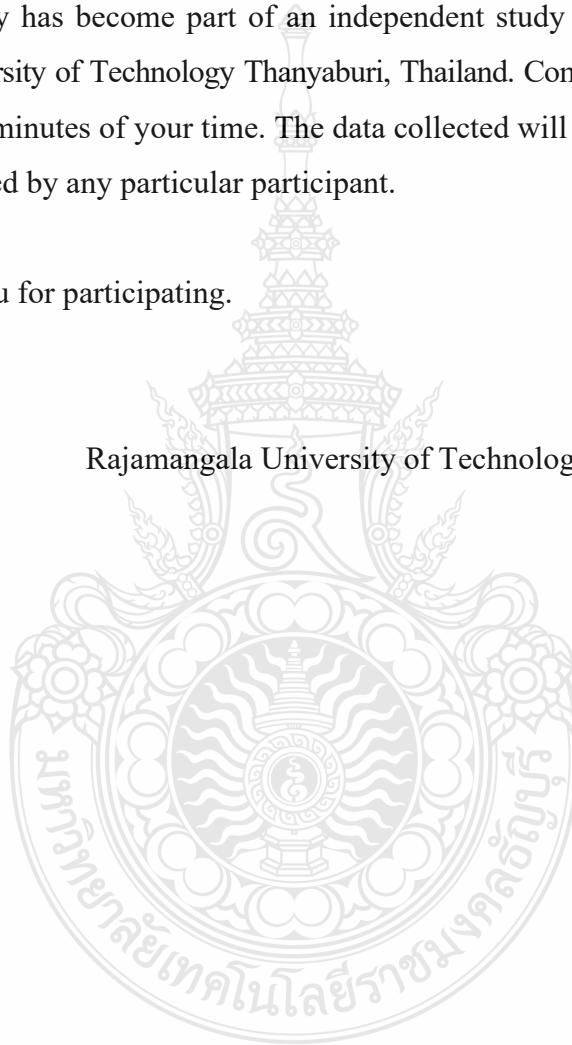 y has become part of an independent study
rsity of Technology Thanyaburi, Thailand. Con
minutes of your time. The data collected will
ed by any particular participant.
u for participating.
Rajamangala University of Technolog
มหาวิทยาลัยเทคโนโลยีราชมงคลธัญบุรี